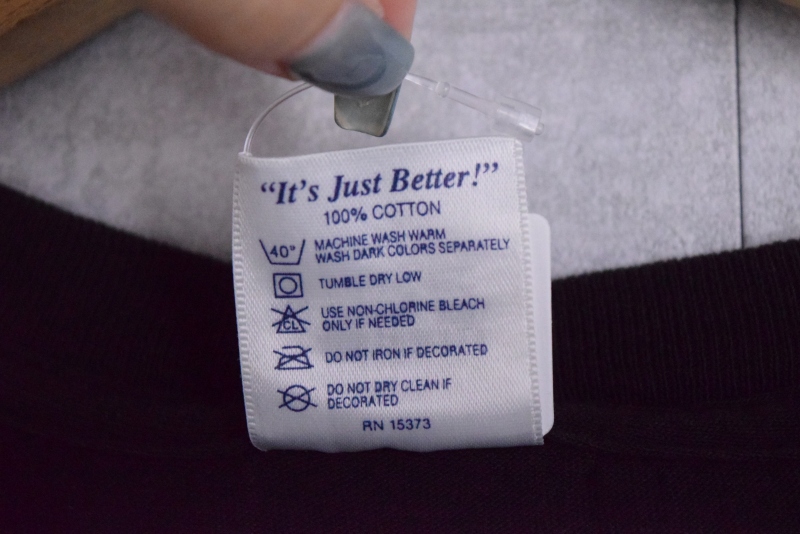 “It’s Just Better!”
100% COTTON
40°
MACHINE WASH WARM
WASH DARK COLORS SEPARATELY
TUMBLE DRY LOW
CL
USE NON-CHLORINE BLEACH
ONLY IF NEEDED
DO NOT IRON IF DECORATED
DO NOT DRY CLEAN IF
DECORATED
RN 15373